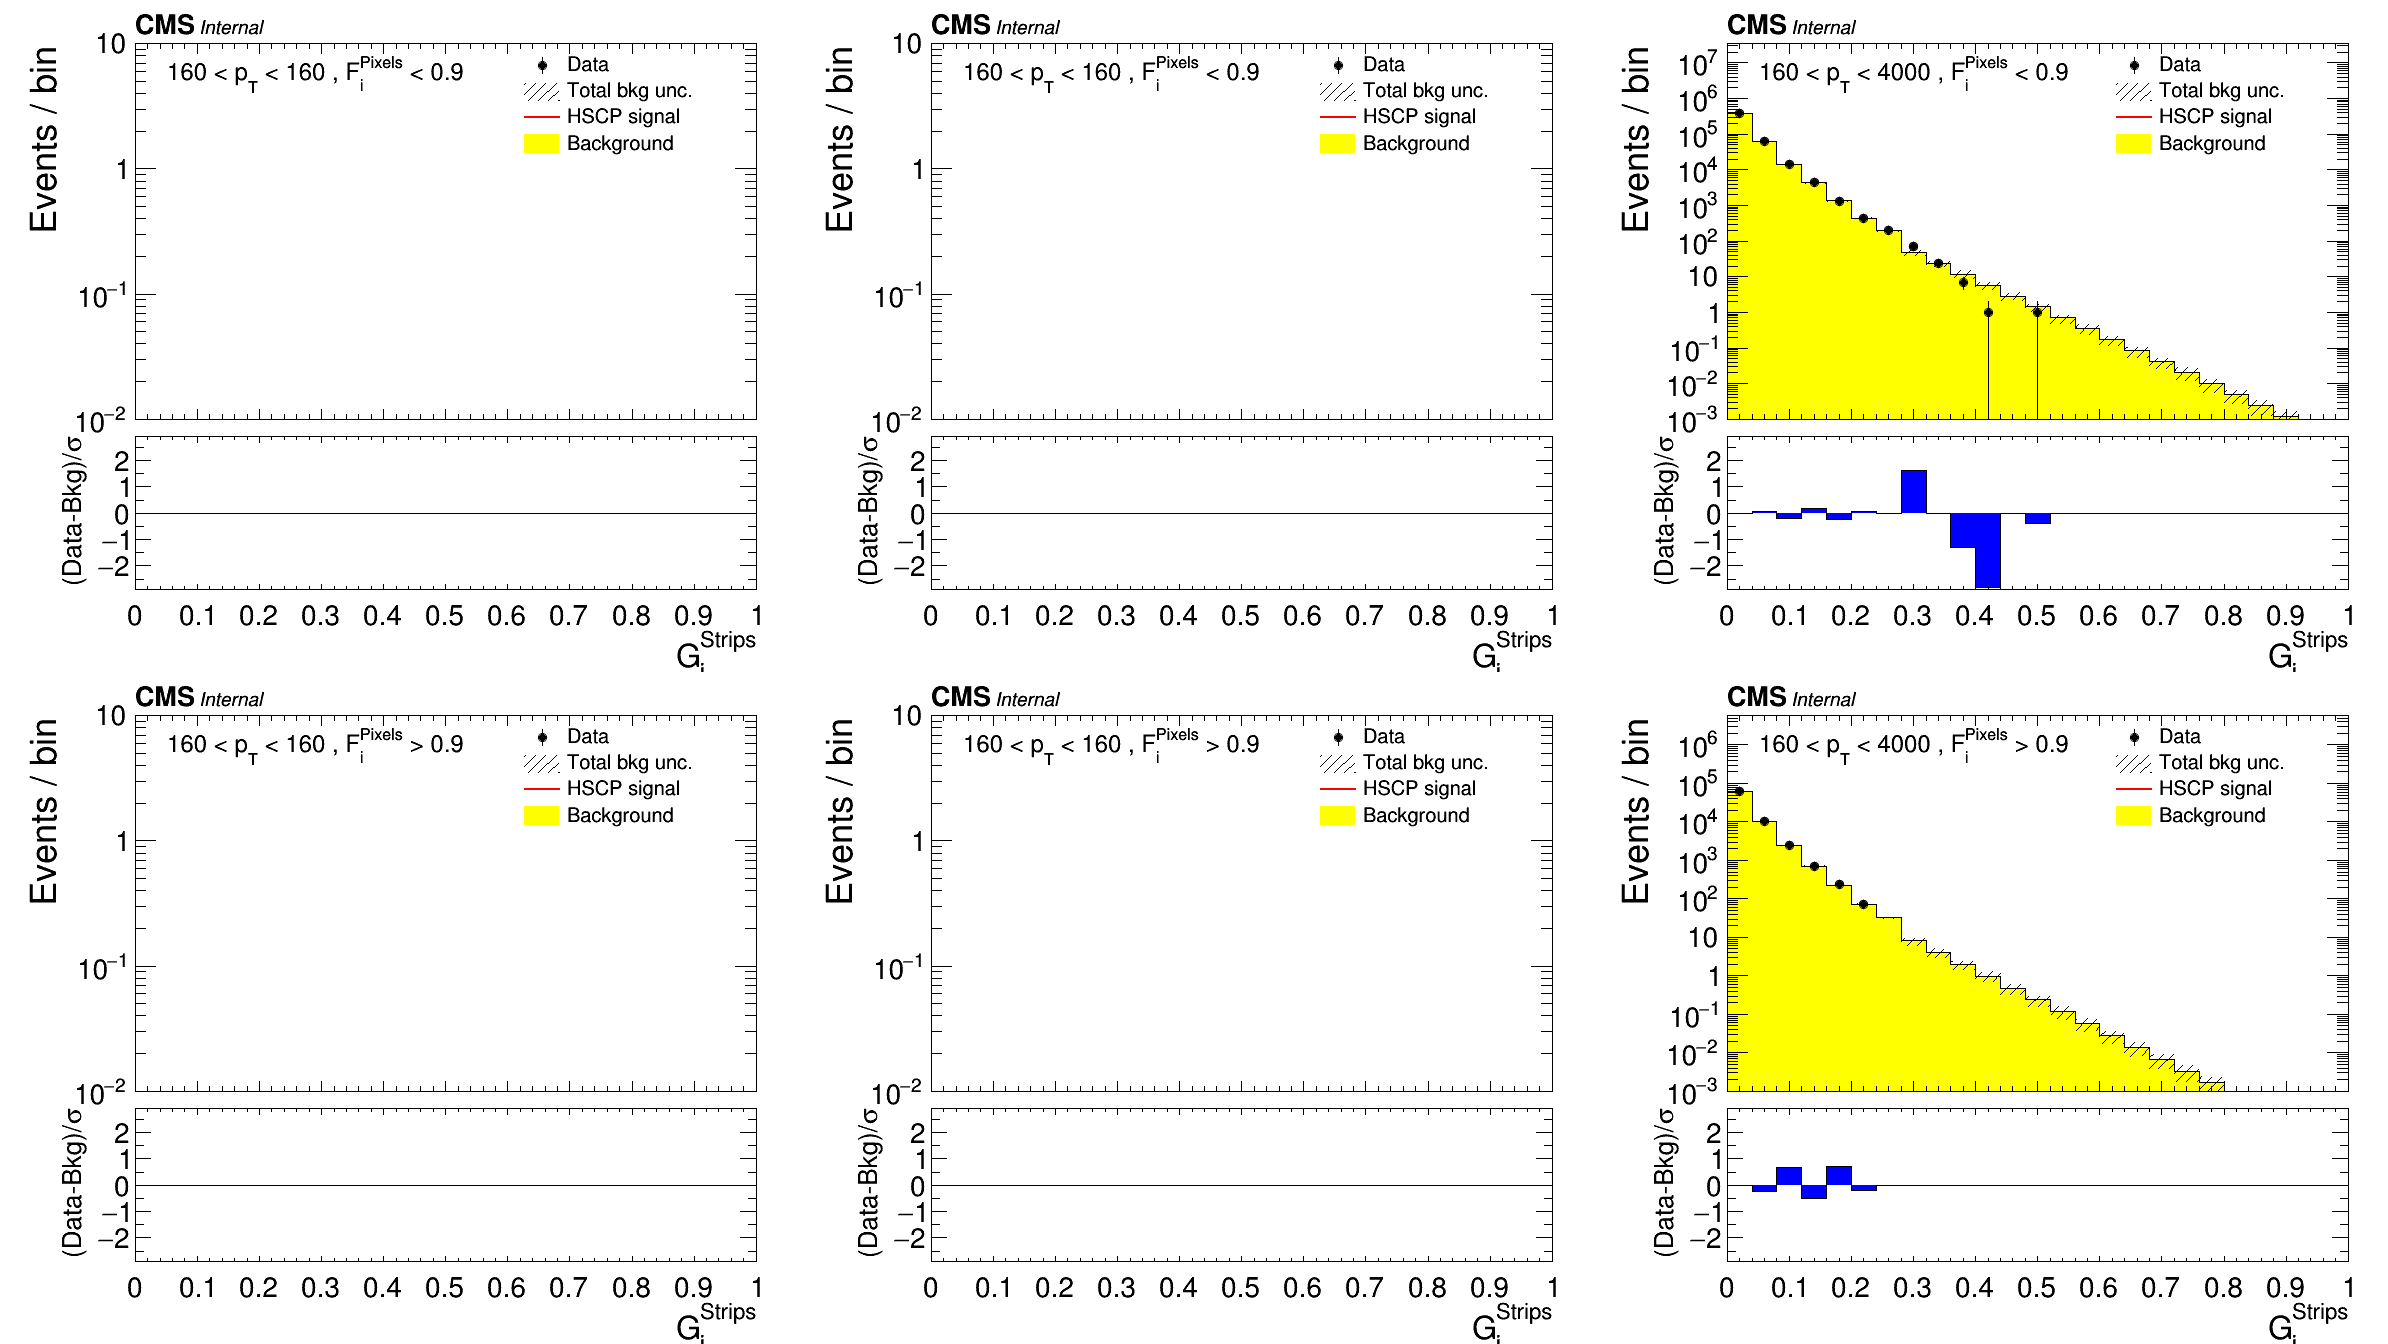 CMS Internal
Events / bin
160 < p_T < 160 , F_i^Pixels < 0.9
Data
Total bkg unc.
HSCP signal
Background
10
1
10^−1
10^−2
(Data-Bkg)/σ
2
1
0
−1
−2
0 0.1 0.2 0.3 0.4 0.5 0.6 0.7 0.8 0.9 1
G_i^Strips
CMS Internal
Events / bin
160 < p_T < 160 , F_i^Pixels < 0.9
Data
Total bkg unc.
HSCP signal
Background
10
1
10^−1
10^−2
(Data-Bkg)/σ
2
1
0
−1
−2
0 0.1 0.2 0.3 0.4 0.5 0.6 0.7 0.8 0.9 1
G_i^Strips
CMS Internal
Events / bin
160 < p_T < 4000 , F_i^Pixels < 0.9
Data
Total bkg unc.
HSCP signal
Background
10^7
10^6
10^5
10^4
10^3
10^2
10
1
10^−1
10^−2
10^−3
(Data-Bkg)/σ
2
1
0
−1
−2
0 0.1 0.2 0.3 0.4 0.5 0.6 0.7 0.8 0.9 1
G_i^Strips
CMS Internal
Events / bin
160 < p_T < 160 , F_i^Pixels > 0.9
Data
Total bkg unc.
HSCP signal
Background
10
1
10^−1
10^−2
(Data-Bkg)/σ
2
1
0
−1
−2
0 0.1 0.2 0.3 0.4 0.5 0.6 0.7 0.8 0.9 1
G_i^Strips
CMS Internal
Events / bin
160 < p_T < 160 , F_i^Pixels > 0.9
Data
Total bkg unc.
HSCP signal
Background
10
1
10^−1
10^−2
(Data-Bkg)/σ
2
1
0
−1
−2
0 0.1 0.2 0.3 0.4 0.5 0.6 0.7 0.8 0.9 1
G_i^Strips
CMS Internal
Events / bin
160 < p_T < 4000 , F_i^Pixels > 0.9
Data
Total bkg unc.
HSCP signal
Background
10^6
10^5
10^4
10^3
10^2
10
1
10^−1
10^−2
10^−3
(Data-Bkg)/σ
2
1
0
−1
−2
0 0.1 0.2 0.3 0.4 0.5 0.6 0.7 0.8 0.9 1
G_i^Strips